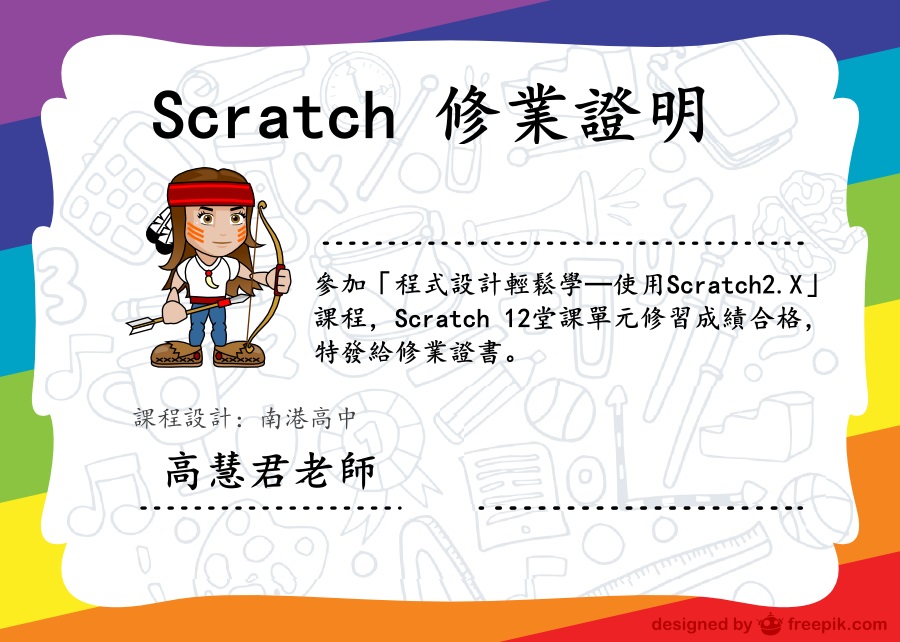 Scratch 修業證明
參加「程式設計輕鬆學—使用Scratch2.X」
課程, Scratch 12堂課單元修習成績合格,
特發給修業證書。
課程設計: 南港高中
高慧君老師
designed by freepik.com